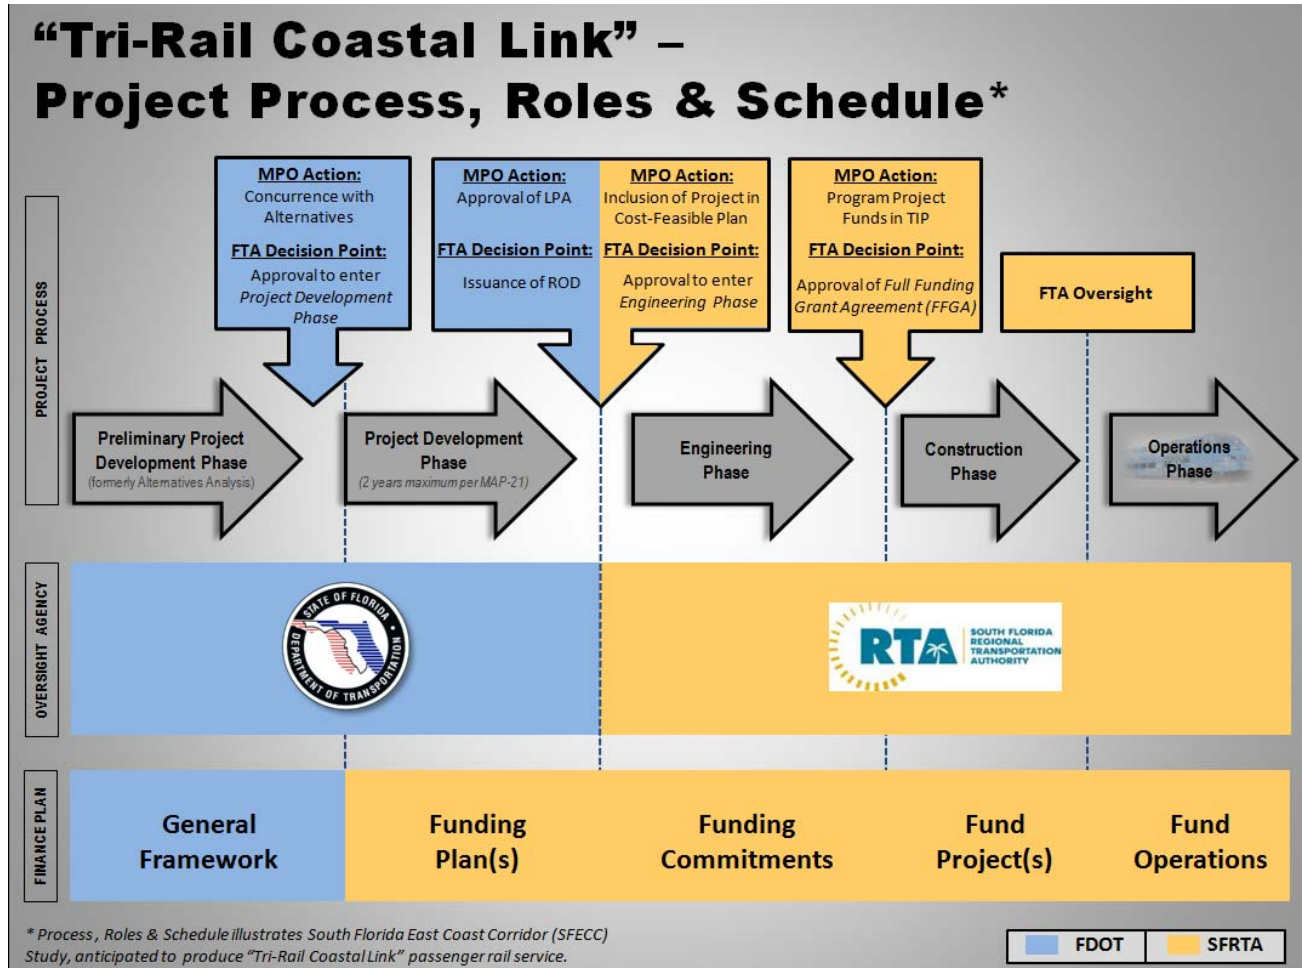 “Tri-Rail Coastal Link” –
Project Process, Roles & Schedule*
PROJECT PROCESS
MPO Action:
Concurrence with
Alternatives
FTA Decision Point:
Approval to enter
Project Development
Phase
MPO Action:
Approval of LPA
FTA Decision Point:
Issuance of ROD
MPO Action:
Inclusion of Project in
Cost-Feasible Plan
FTA Decision Point:
Approval to enter
Engineering Phase
MPO Action:
Program Project
Funds in TIP
FTA Decision Point:
Approval of Full Funding
Grant Agreement (FFGA)
FTA Oversight
Preliminary Project
Development Phase
(formerly Alternatives Analysis)
Project Development
Phase
(2 years maximum per MAP-21)
Engineering
Phase
Construction
Phase
Operations
Phase
OVERSIGHT AGENCY
STATE OF FLORIDA
DEPARTMENT OF TRANSPORTATION
RTA
SOUTH FLORIDA
REGIONAL
TRANSPORTATION
AUTHORITY
FINANCE PLAN
General
Framework
Funding
Plan(s)
Funding
Commitments
Fund
Project(s)
Fund
Operations
* Process, Roles & Schedule illustrates South Florida East Coast Corridor (SFECC)
Study, anticipated to produce “Tri-Rail Coastal Link” passenger rail service.
FDOT
SFRTA